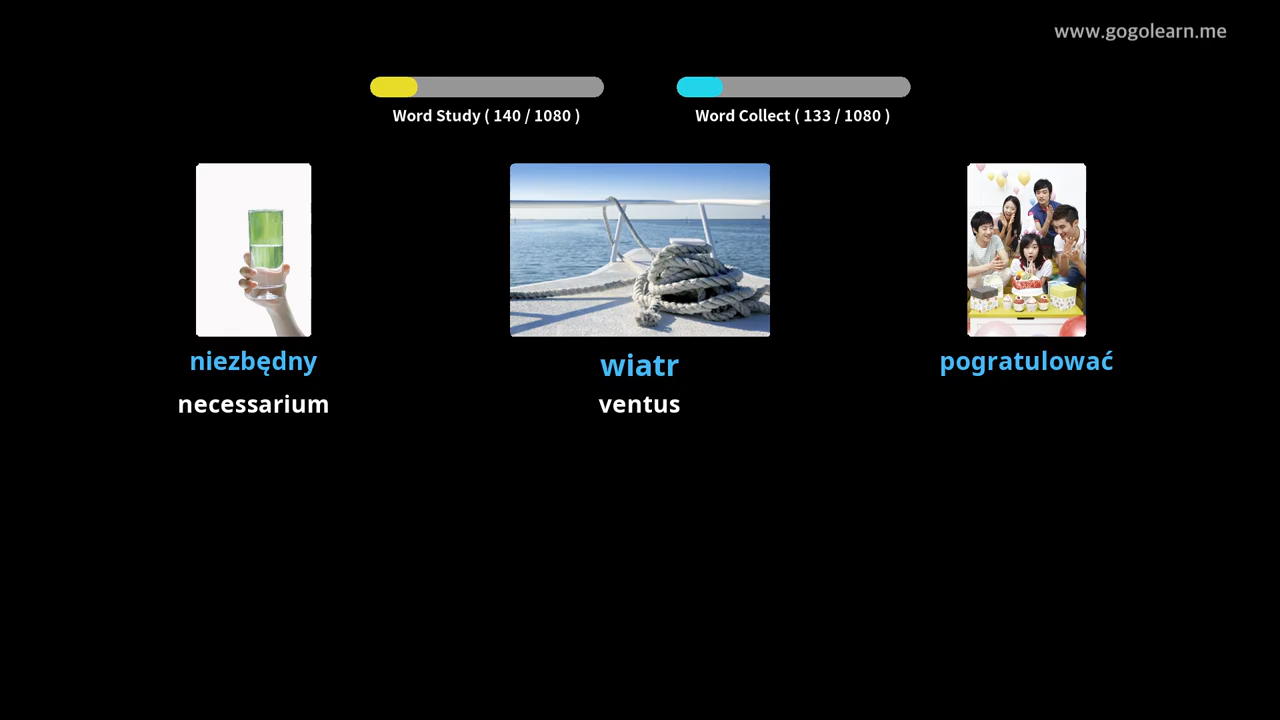 www.gogolearn.me
Word Study ( 140 / 1080 )
Word Collect ( 133 / 1080 )
niezbędny
necessarium
wiatr
ventus
pogratulować